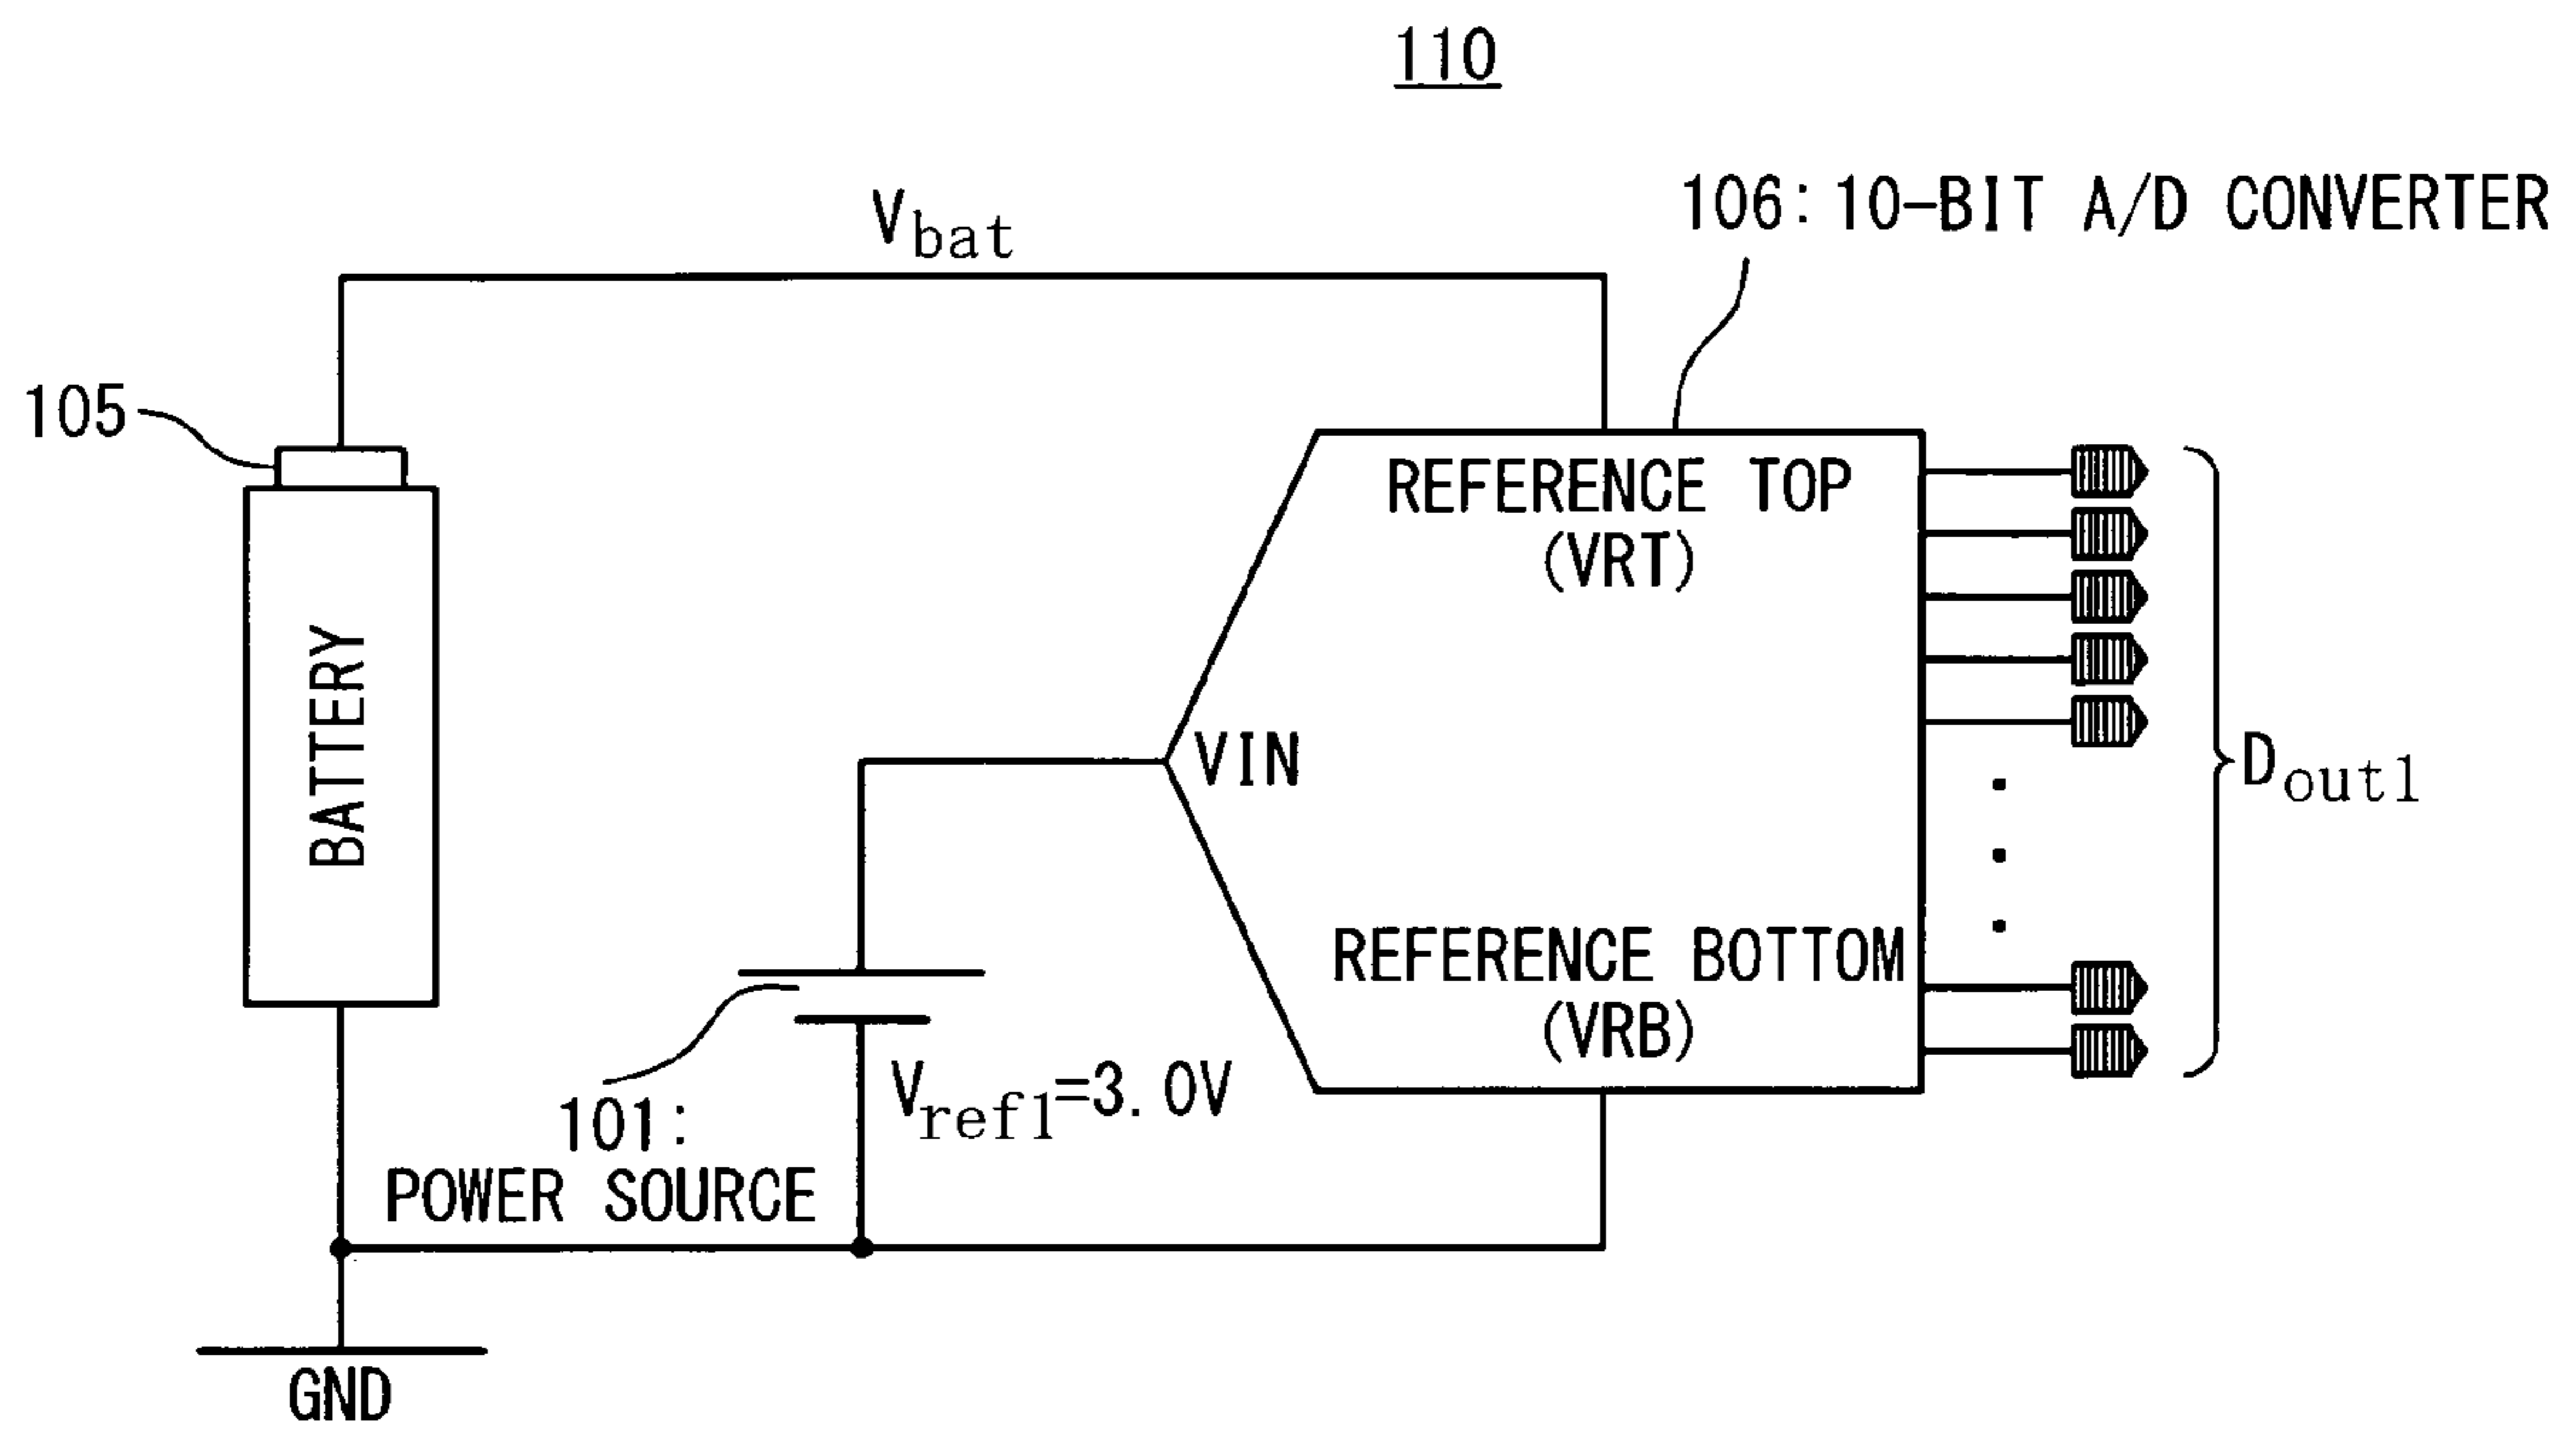 110
106:10-BIT A/D CONVERTER
Vbat
105
REFERENCE TOP
(VRT)
BATTERY
VIN
Dout1
REFERENCE BOTTOM
(VRB)
Vref1=3.0V
101:
POWER SOURCE
GND